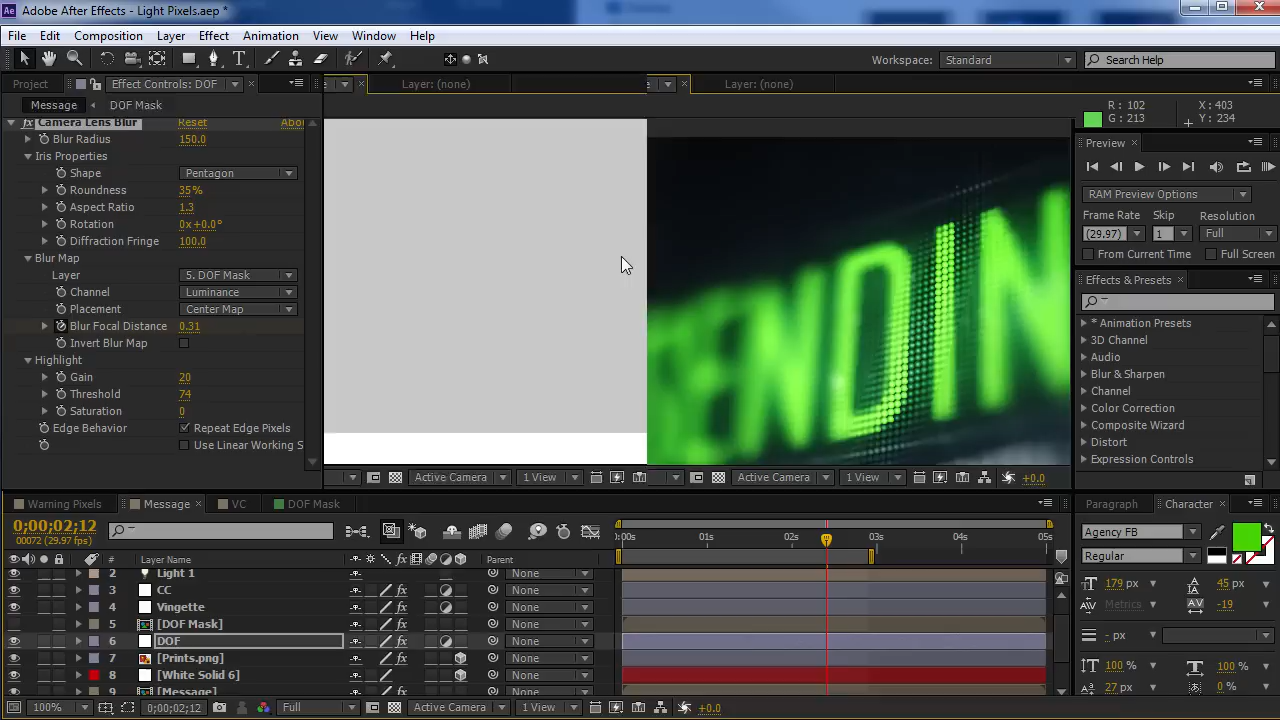 Adobe After Effects - Light Pixels.aep *
File Edit Composition Layer Effect Animation View Window Help
Workspace: Standard Search Help
Project Effect Controls: DOF Layer: (none) Layer: (none)
Message DOF Mask
R : 102 X : 403
G : 213 Y : 234
Camera Lens Blur Reset Abo
Blur Radius 150.0
Iris Properties
Shape Pentagon
Roundness 35%
Aspect Ratio 1.3
Rotation 0x+0.0°
Diffraction Fringe 100.0
Blur Map
Layer 5. DOF Mask
Channel Luminance
Placement Center Map
Blur Focal Distance 0.31
Invert Blur Map
Highlight
Gain 20
Threshold 74
Saturation 0
Edge Behavior Repeat Edge Pixels
Use Linear Working S
ENDIN
Preview
RAM Preview Options
Frame Rate Skip Resolution
(29.97) 1 Full
From Current Time Full Screen
Effects & Presets
* Animation Presets
3D Channel
Audio
Blur & Sharpen
Channel
Color Correction
Composite Wizard
Distort
Expression Controls
Active Camera 1 View Active Camera 1 View +0.0
Warning Pixels Message VC DOF Mask
0;00;02;12
00072 (29.97 fps)
# Layer Name Parent
:00s 01s 02s 03s 04s 05s
2 Light 1 None
3 CC None
4 Vingette None
5 [DOF Mask] None
6 DOF None
7 [Prints.png] None
8 [White Solid 6] None
9 [Message] None
100% 0;00;02;12 Full Active Camera 1 View +0.0
Paragraph Character
Agency FB
Regular
179 px 45 px
Metrics -19
- px
100 % 100 %
27 px 0 %